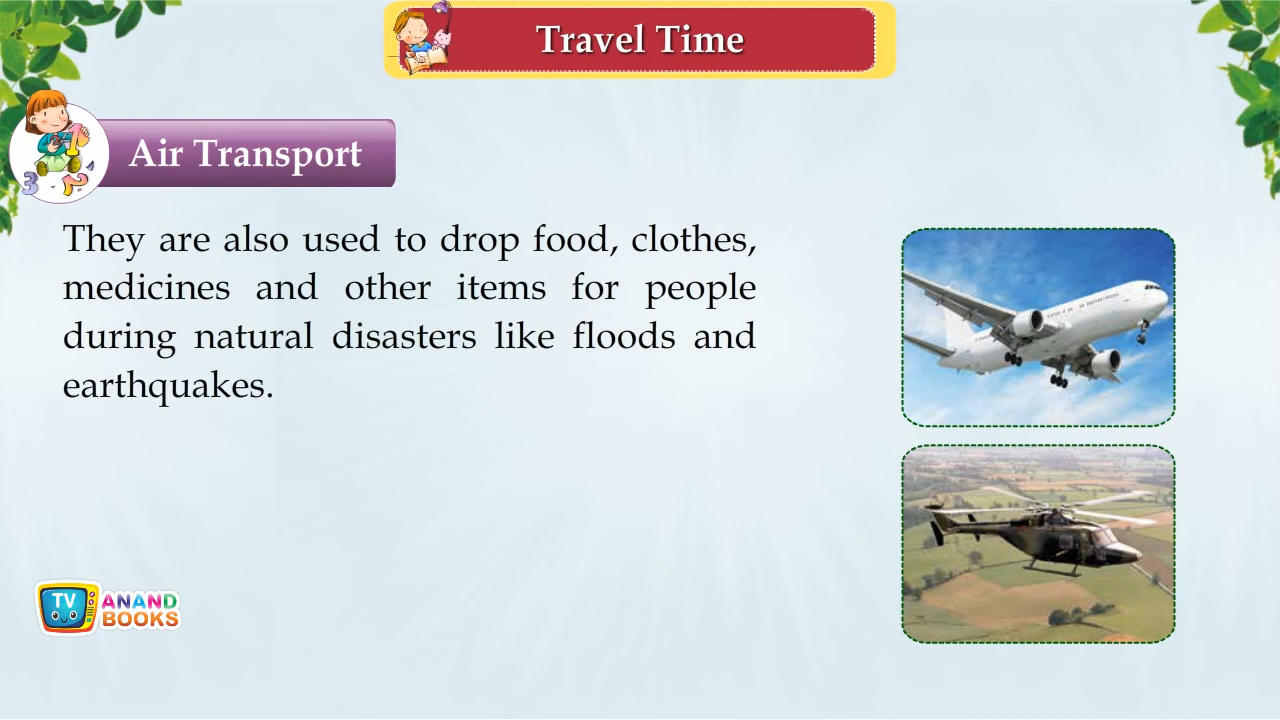 Travel Time
Air Transport
They are also used to drop food, clothes,
medicines and other items for people
during natural disasters like floods and
earthquakes.
TV
ANAND
BOOKS